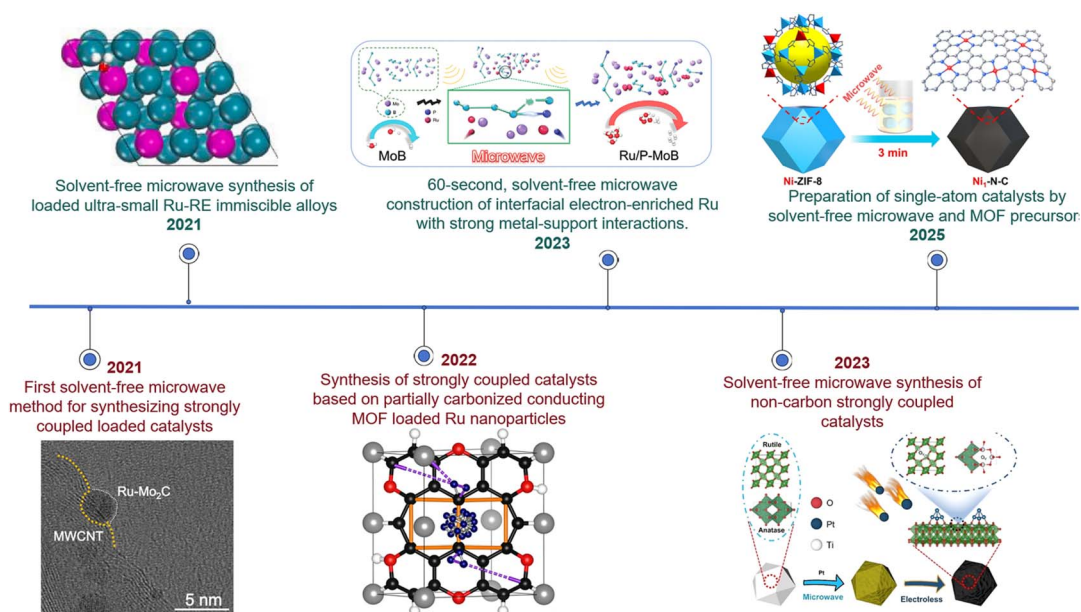 Solvent-free microwave synthesis of
loaded ultra-small Ru-RE immiscible alloys
2021
Mo
B
P
Ru
MoB
Microwave
Ru/P-MoB
60-second, solvent-free microwave
construction of interfacial electron-enriched Ru
with strong metal-support interactions.
2023
Microwave
3 min
Ni-ZIF-8
Ni₁-N-C
Preparation of single-atom catalysts by
solvent-free microwave and MOF precursors
2025
2021
First solvent-free microwave
method for synthesizing strongly
coupled loaded catalysts
Ru-Mo₂C
MWCNT
5 nm
2022
Synthesis of strongly coupled catalysts
based on partially carbonized conducting
MOF loaded Ru nanoparticles
2023
Solvent-free microwave synthesis of
non-carbon strongly coupled
catalysts
Rutile
Anatase
O
Pt
Ti
Pt
Microwave
Electroless